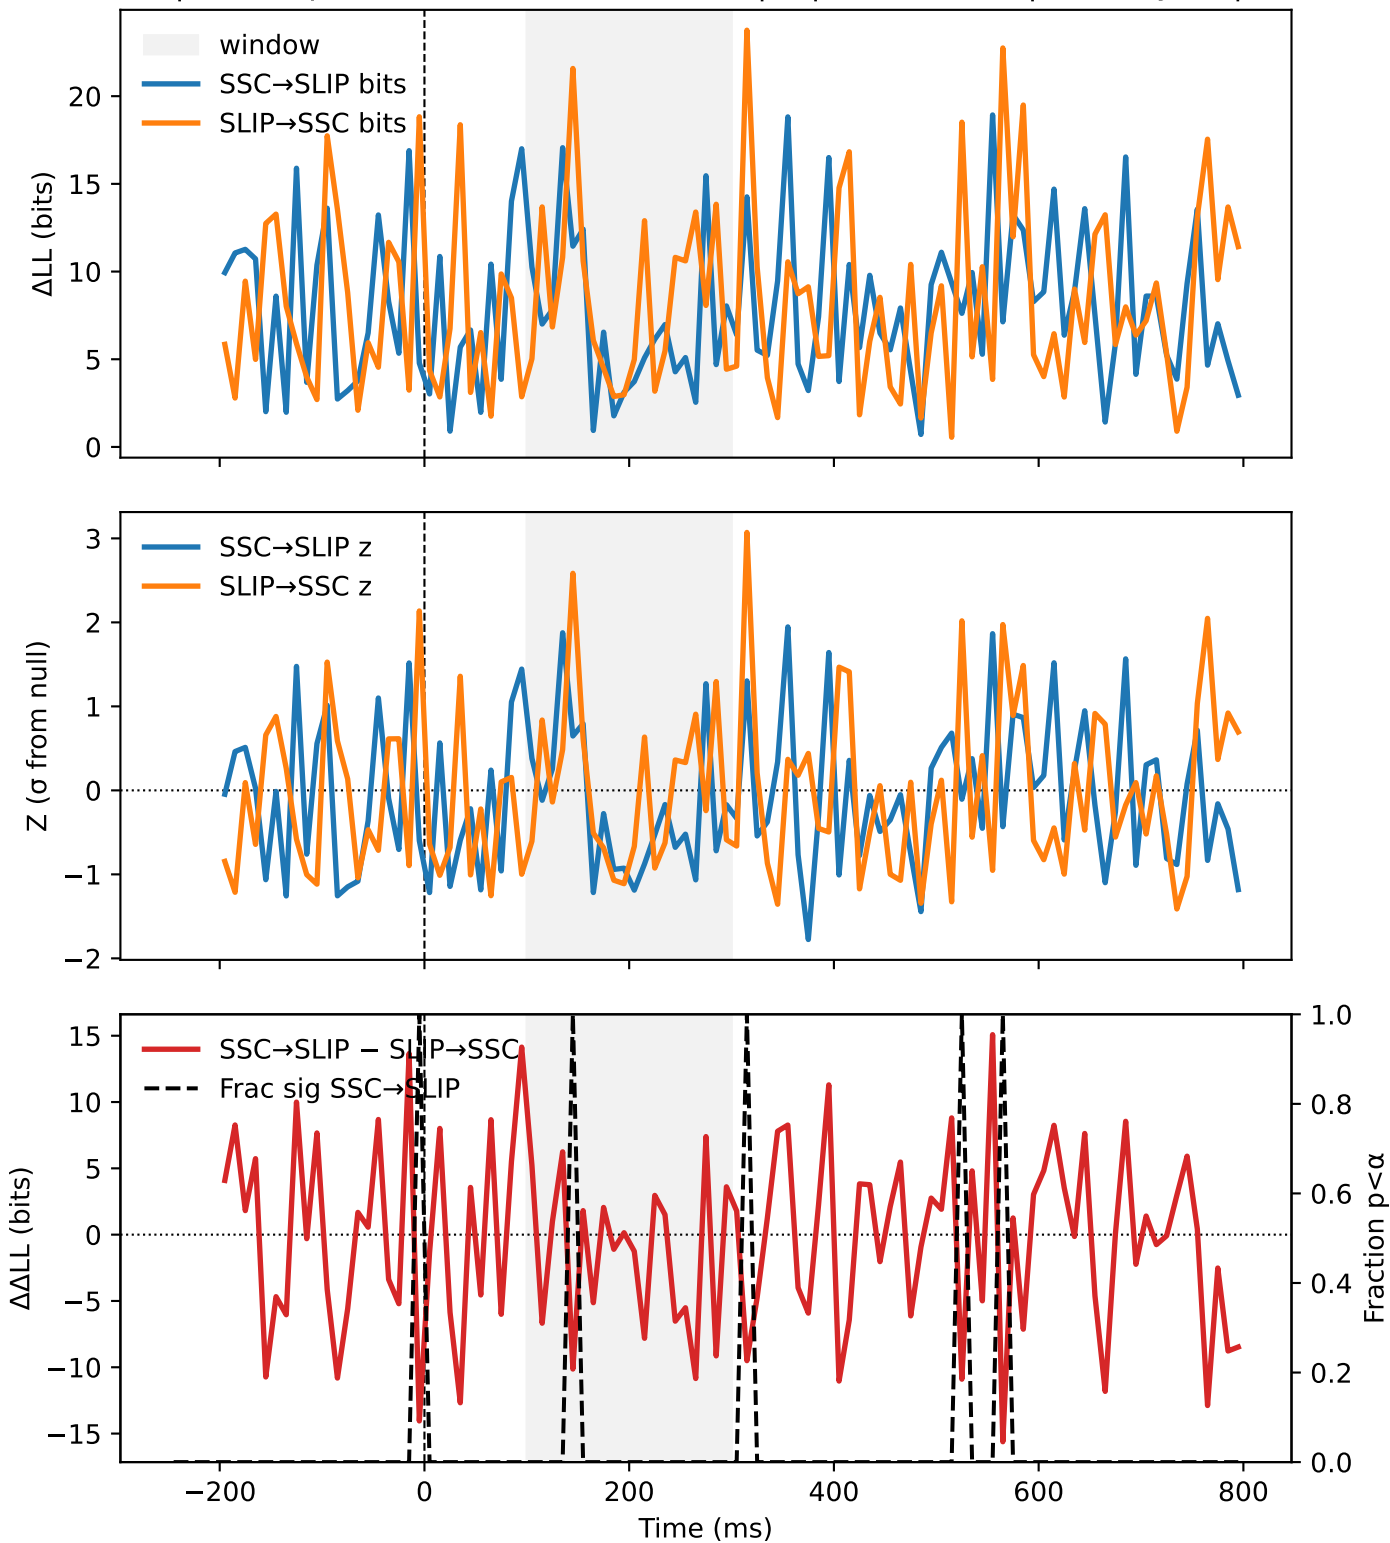 window
SSC→SLIP bits
SLIP→SSC bits
ΔLL (bits)
20
15
10
5
0
SSC→SLIP z
SLIP→SSC z
Z (σ from null)
3
2
1
0
−1
−2
SSC→SLIP − SLIP→SSC
Frac sig SSC→SLIP
ΔΔLL (bits)
15
10
5
0
−5
−10
−15
1.0
0.8
0.6
0.4
0.2
0.0
Fraction p<α
−200 0 200 400 600 800
Time (ms)